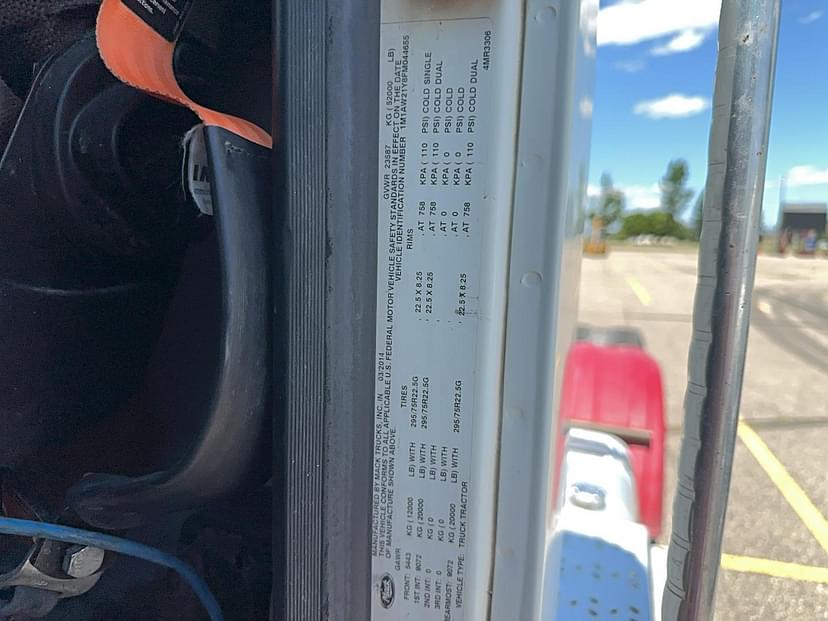 MANUFACTURED BY MACK TRUCKS, INC. IN 03/2014 GVWR 23587 KG ( 52000 LB)
THIS VEHICLE CONFORMS TO ALL APPLICABLE U.S. FEDERAL MOTOR VEHICLE SAFETY STANDARDS IN EFFECT ON THE DATE
OF MANUFACTURE SHOWN ABOVE. VEHICLE IDENTIFICATION NUMBER 1M1AW21Y8FM044655
GAWR TIRES RIMS
FRONT: 5443 KG ( 12000 LB) WITH 295/75R22.5G , 22.5 X 8.25 , AT 758 KPA ( 110 PSI) COLD SINGLE
1ST INT: 9072 KG ( 20000 LB) WITH 295/75R22.5G , 22.5 X 8.25 , AT 758 KPA ( 110 PSI) COLD DUAL
2ND INT: 0 KG ( 0 LB) WITH , , AT 0 KPA ( 0 PSI) COLD
3RD INT: 0 KG ( 0 LB) WITH , , AT 0 KPA ( 0 PSI) COLD
REARMOST: 9072 KG ( 20000 LB) WITH 295/75R22.5G , 22.5 X 8.25 , AT 758 KPA ( 110 PSI) COLD DUAL
VEHICLE TYPE: TRUCK TRACTOR
4MR3306